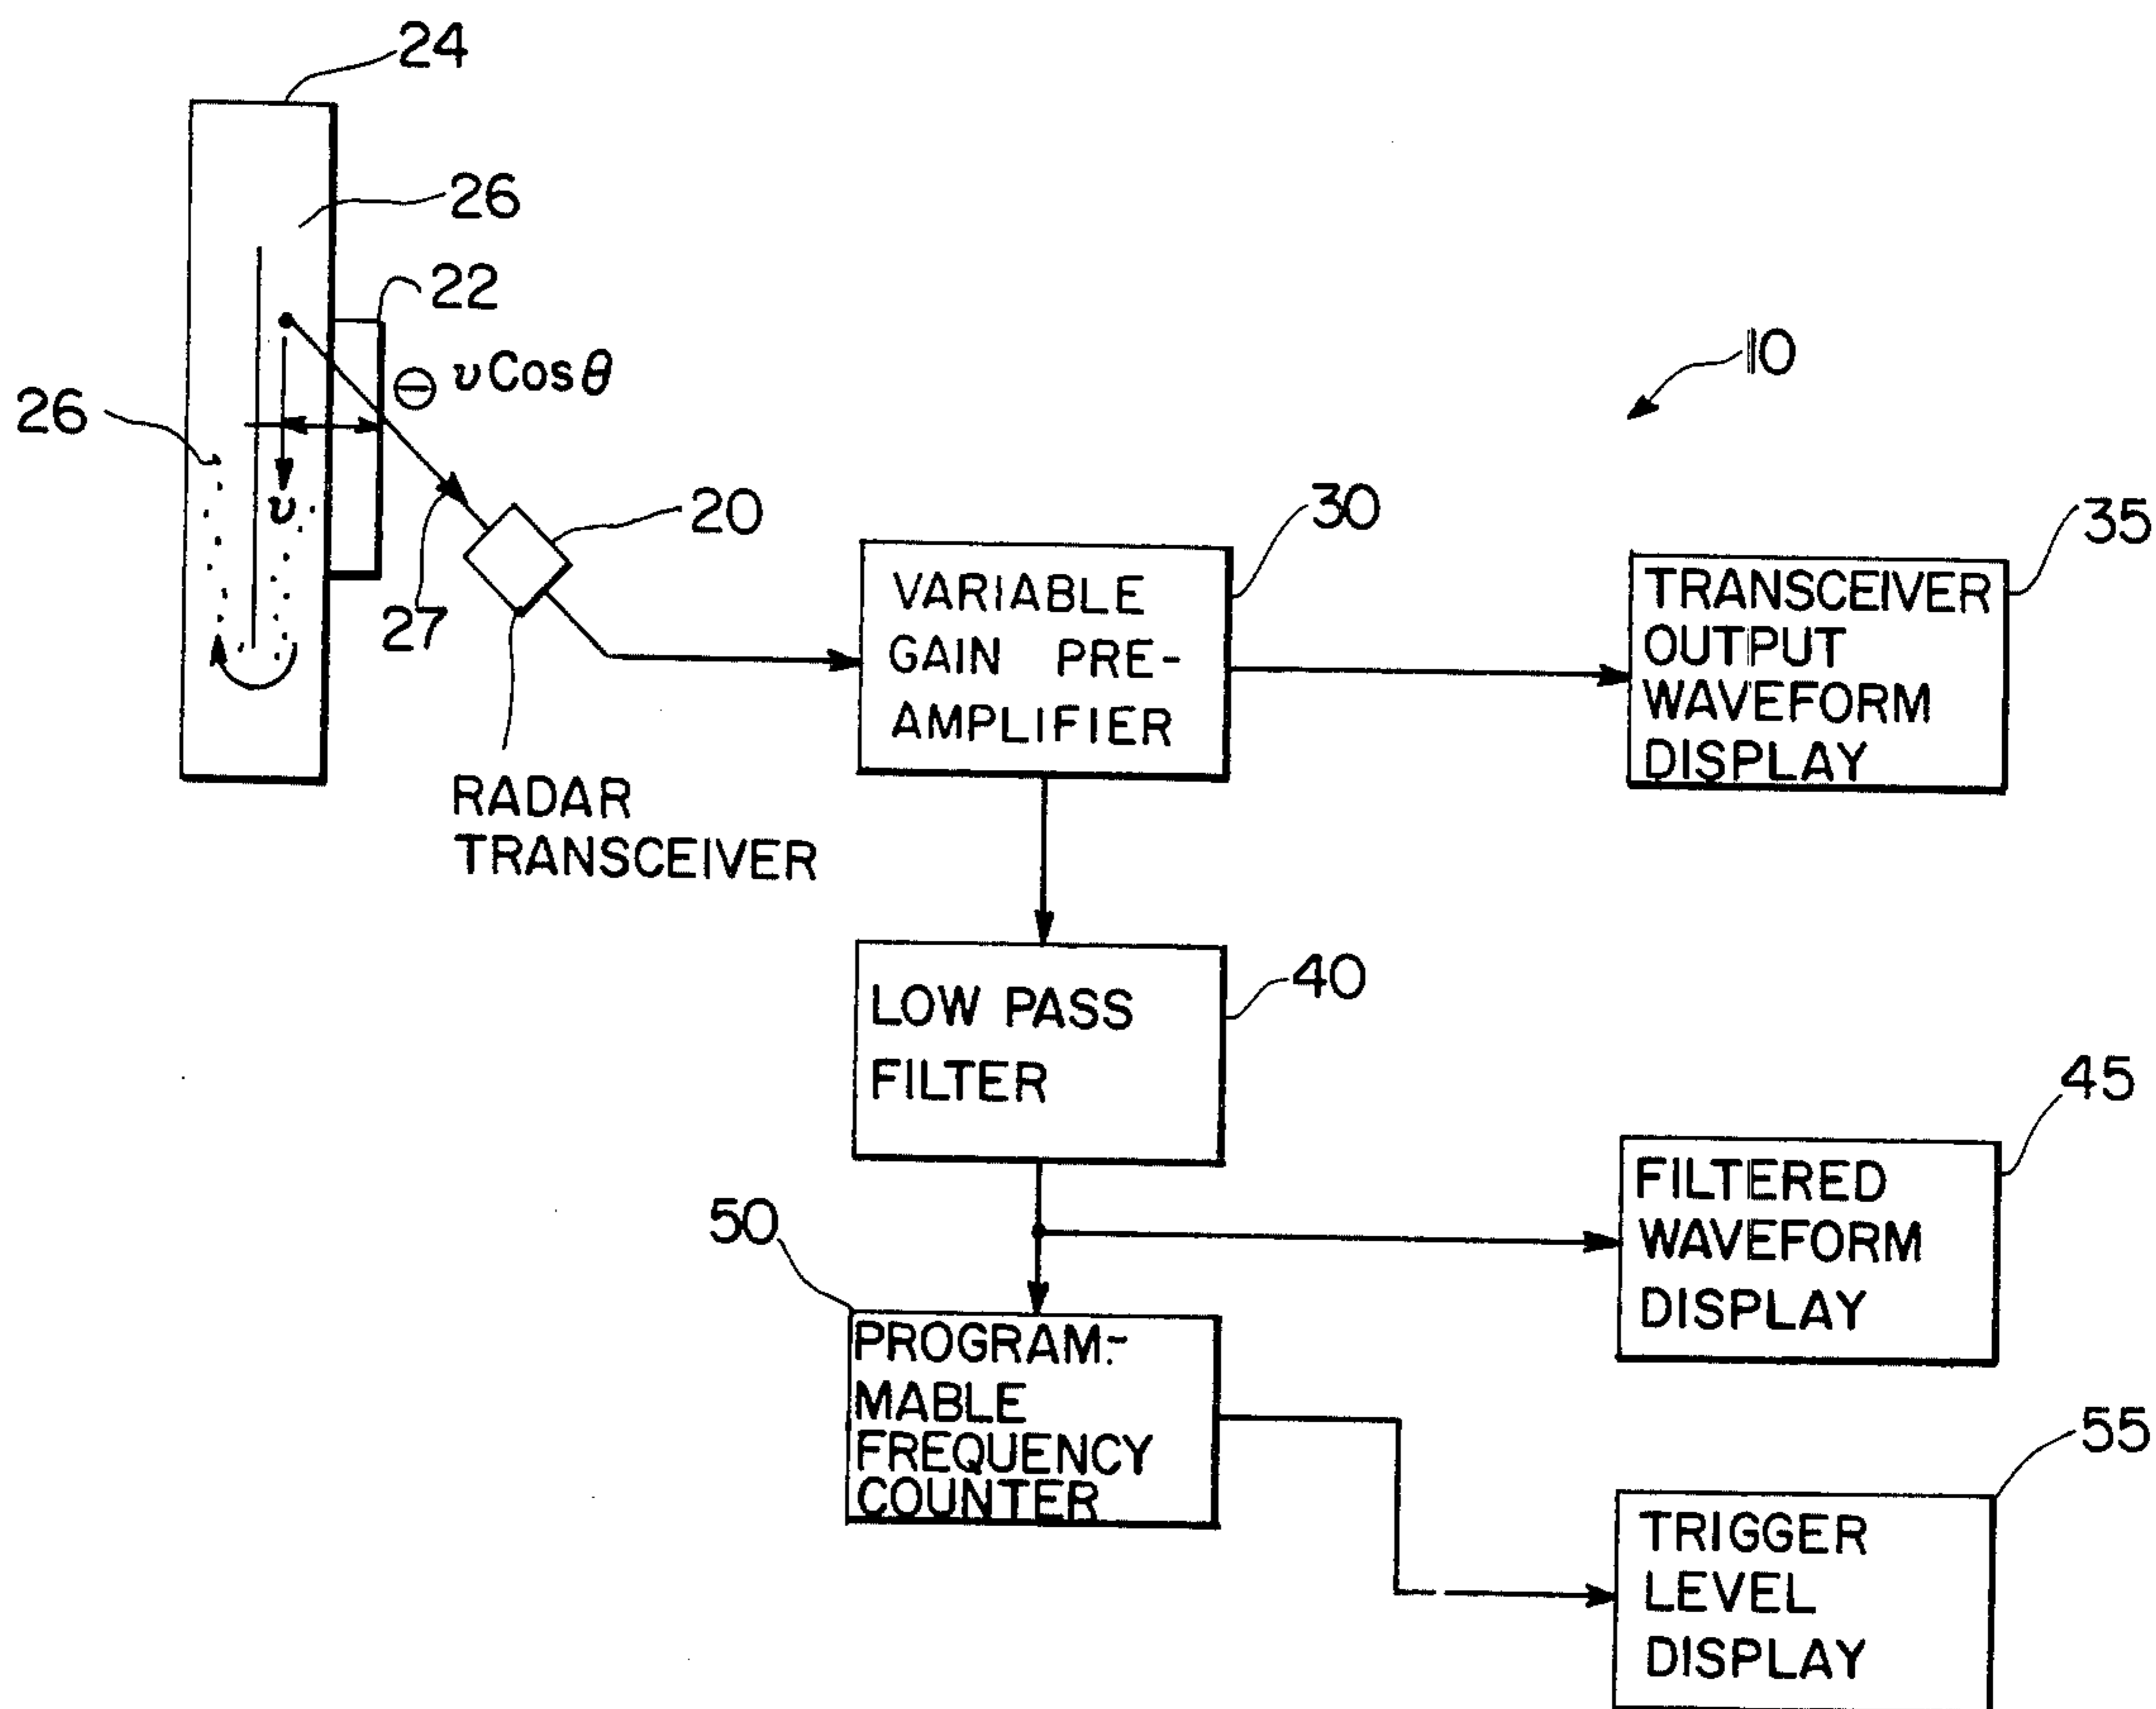 24
26
22
⊖ υCosθ
10
26
υ
20
30
35
27
VARIABLE
GAIN PRE-
AMPLIFIER
TRANSCEIVER
OUTPUT
WAVEFORM
DISPLAY
RADAR
TRANSCEIVER
40
LOW PASS
FILTER
45
50
FILTERED
WAVEFORM
DISPLAY
PROGRAM-
MABLE
FREQUENCY
COUNTER
55
TRIGGER
LEVEL
DISPLAY